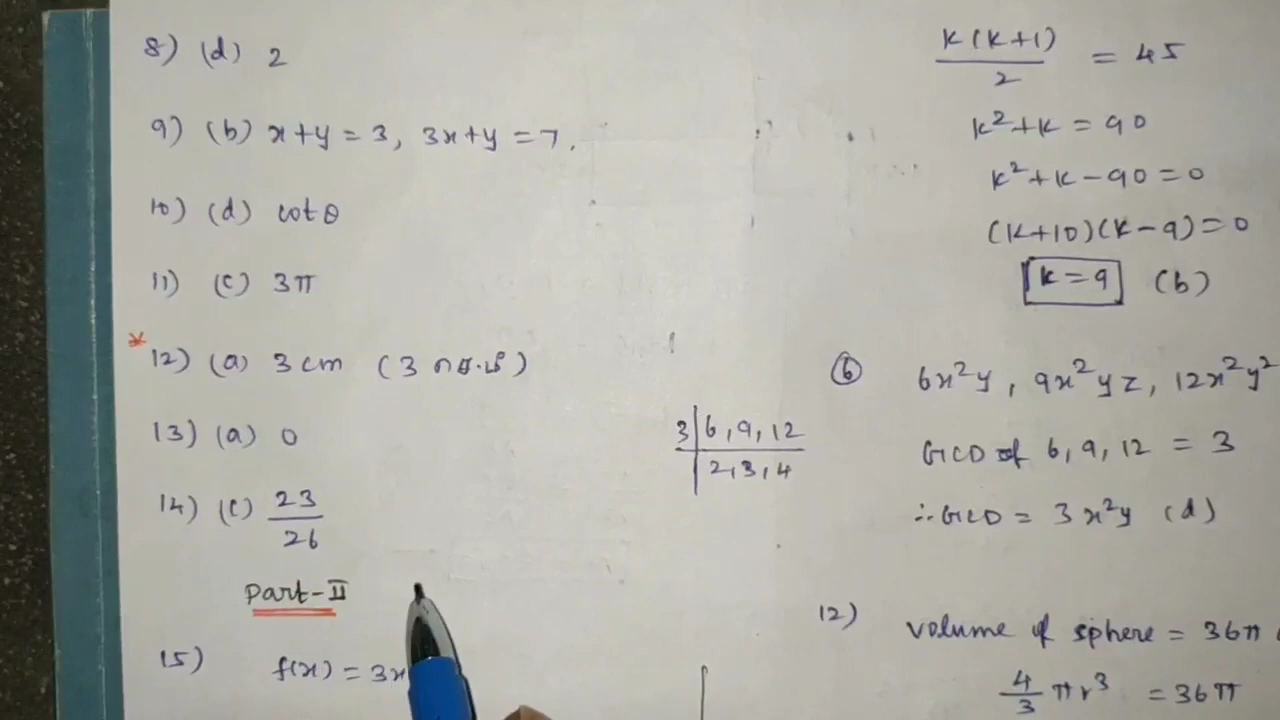 8) (d) 2
9) (b) x+y = 3, 3x+y = 7.
10) (d) cot θ
11) (c) 3π
* 12) (a) 3 cm (3 செ.மீ)
13) (a) 0
14) (c) 23/26
Part-II
15) f(x) = 3x
k(k+1)/2 = 45
k²+k = 90
k²+k-90=0
(k+10)(k-9)=0
k=9 (b)
6 6x²y, 9x²yz, 12x²y²
3 | 6, 9, 12
2, 3, 4
GCD of 6, 9, 12 = 3
∴ GCD = 3x²y (d)
12) volume of sphere = 36π
4/3 πr³ = 36π